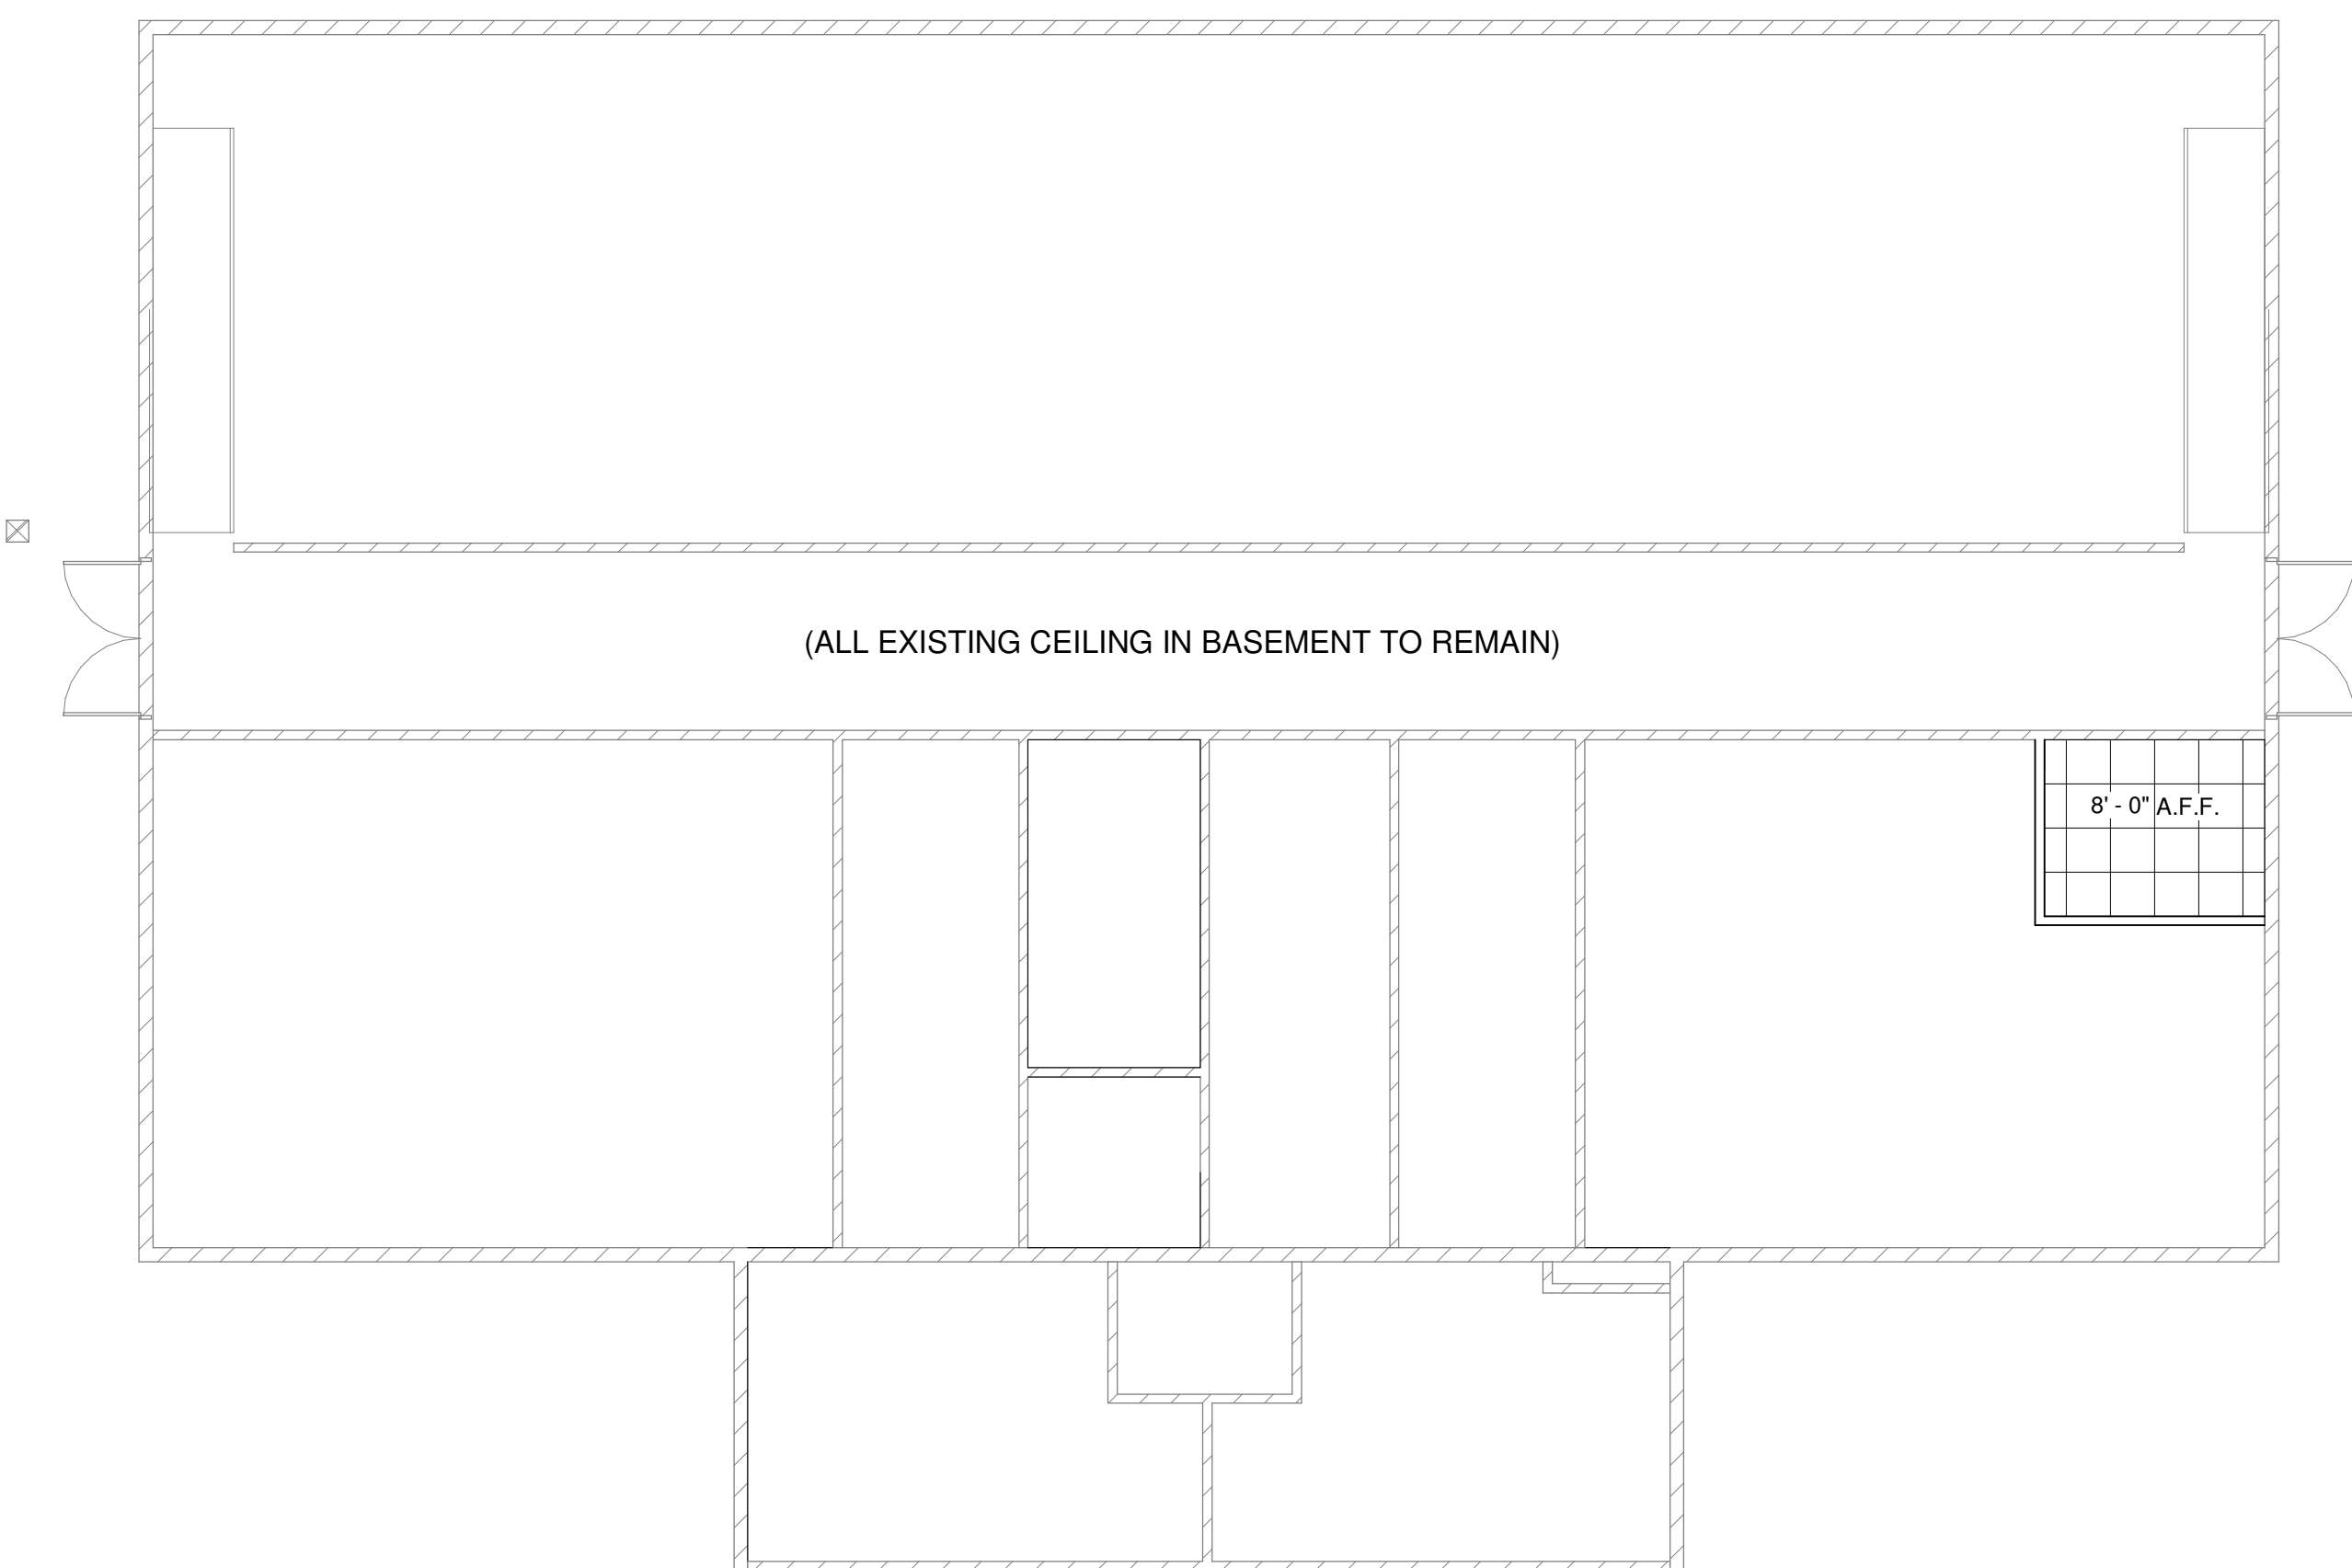 (ALL EXISTING CEILING IN BASEMENT TO REMAIN)
8' - 0" A.F.F.